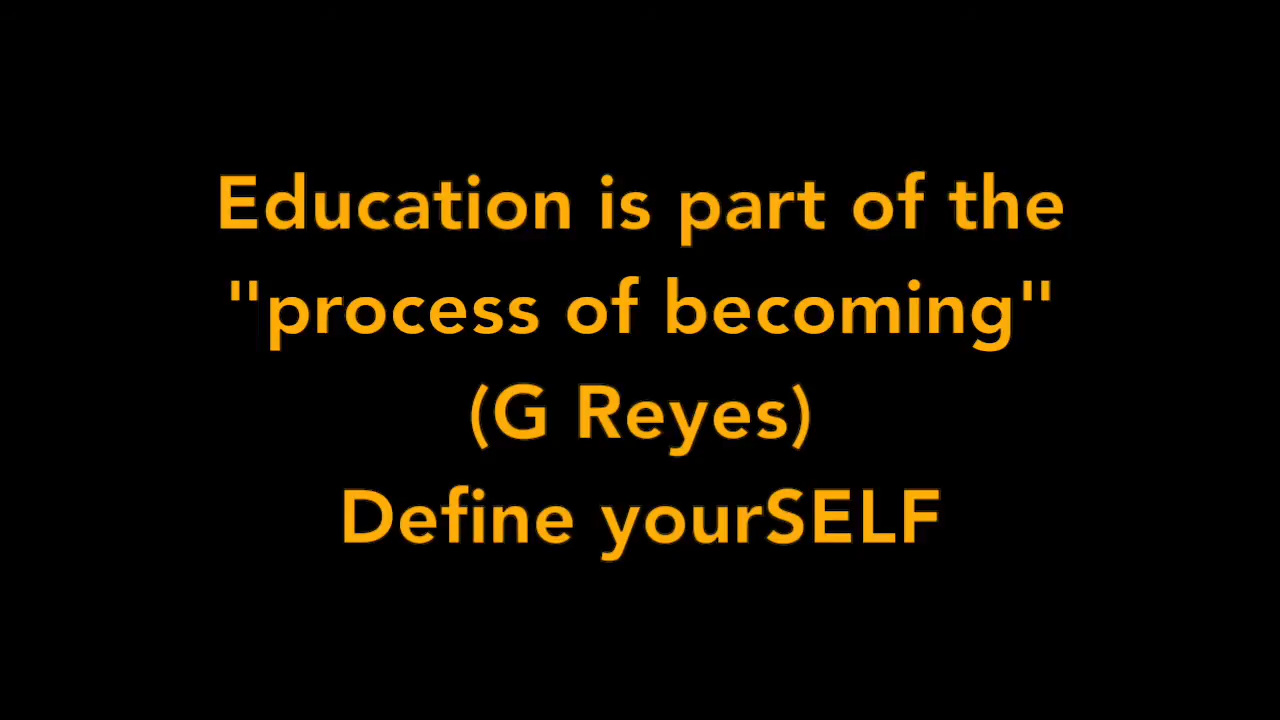 Education is part of the
"process of becoming"
(G Reyes)
Define yourSELF